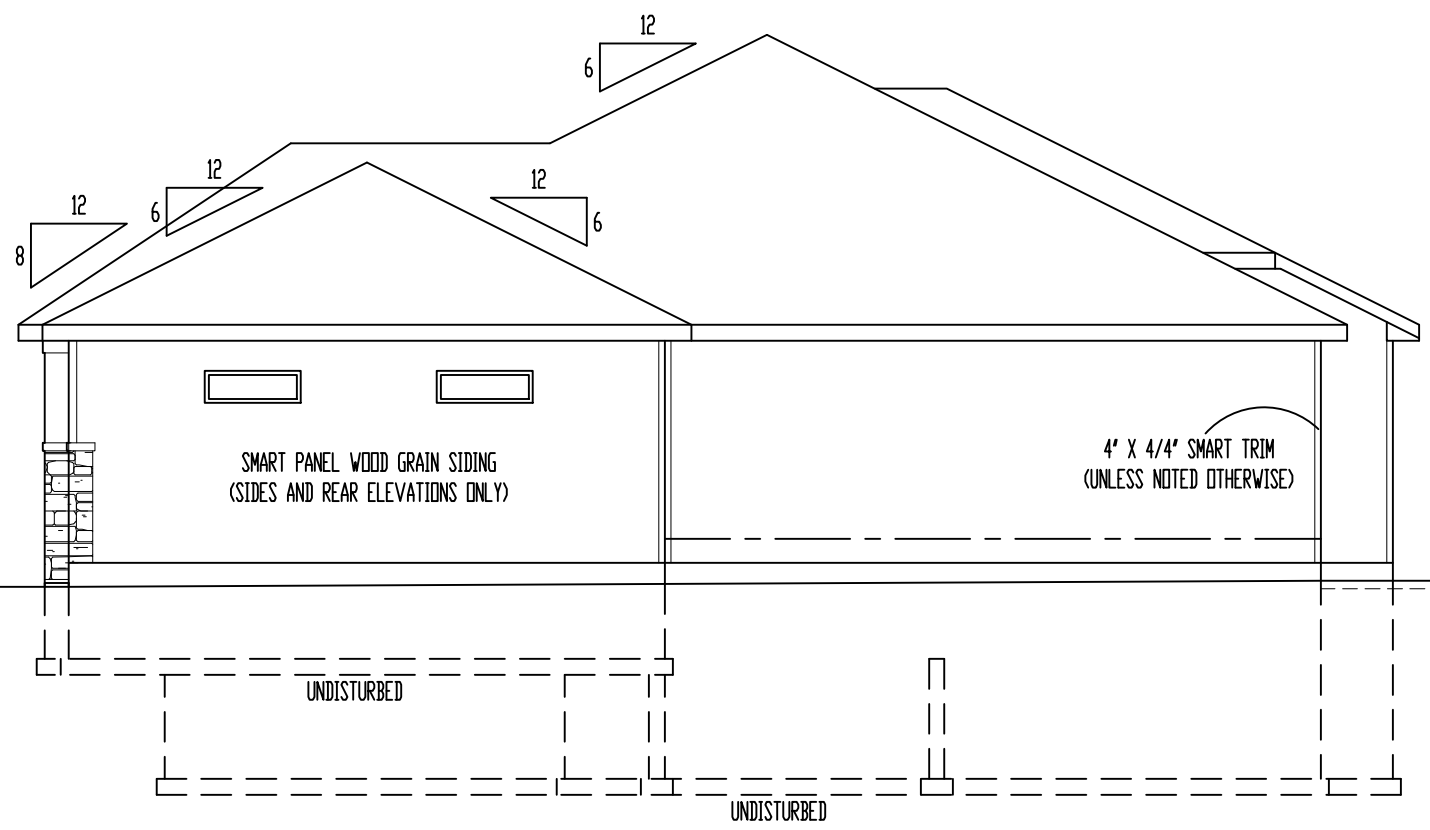 12
6
12
6
12
6
12
8
SMART PANEL WOOD GRAIN SIDING
(SIDES AND REAR ELEVATIONS ONLY)
4" X 4/4" SMART TRIM
(UNLESS NOTED OTHERWISE)
UNDISTURBED
UNDISTURBED